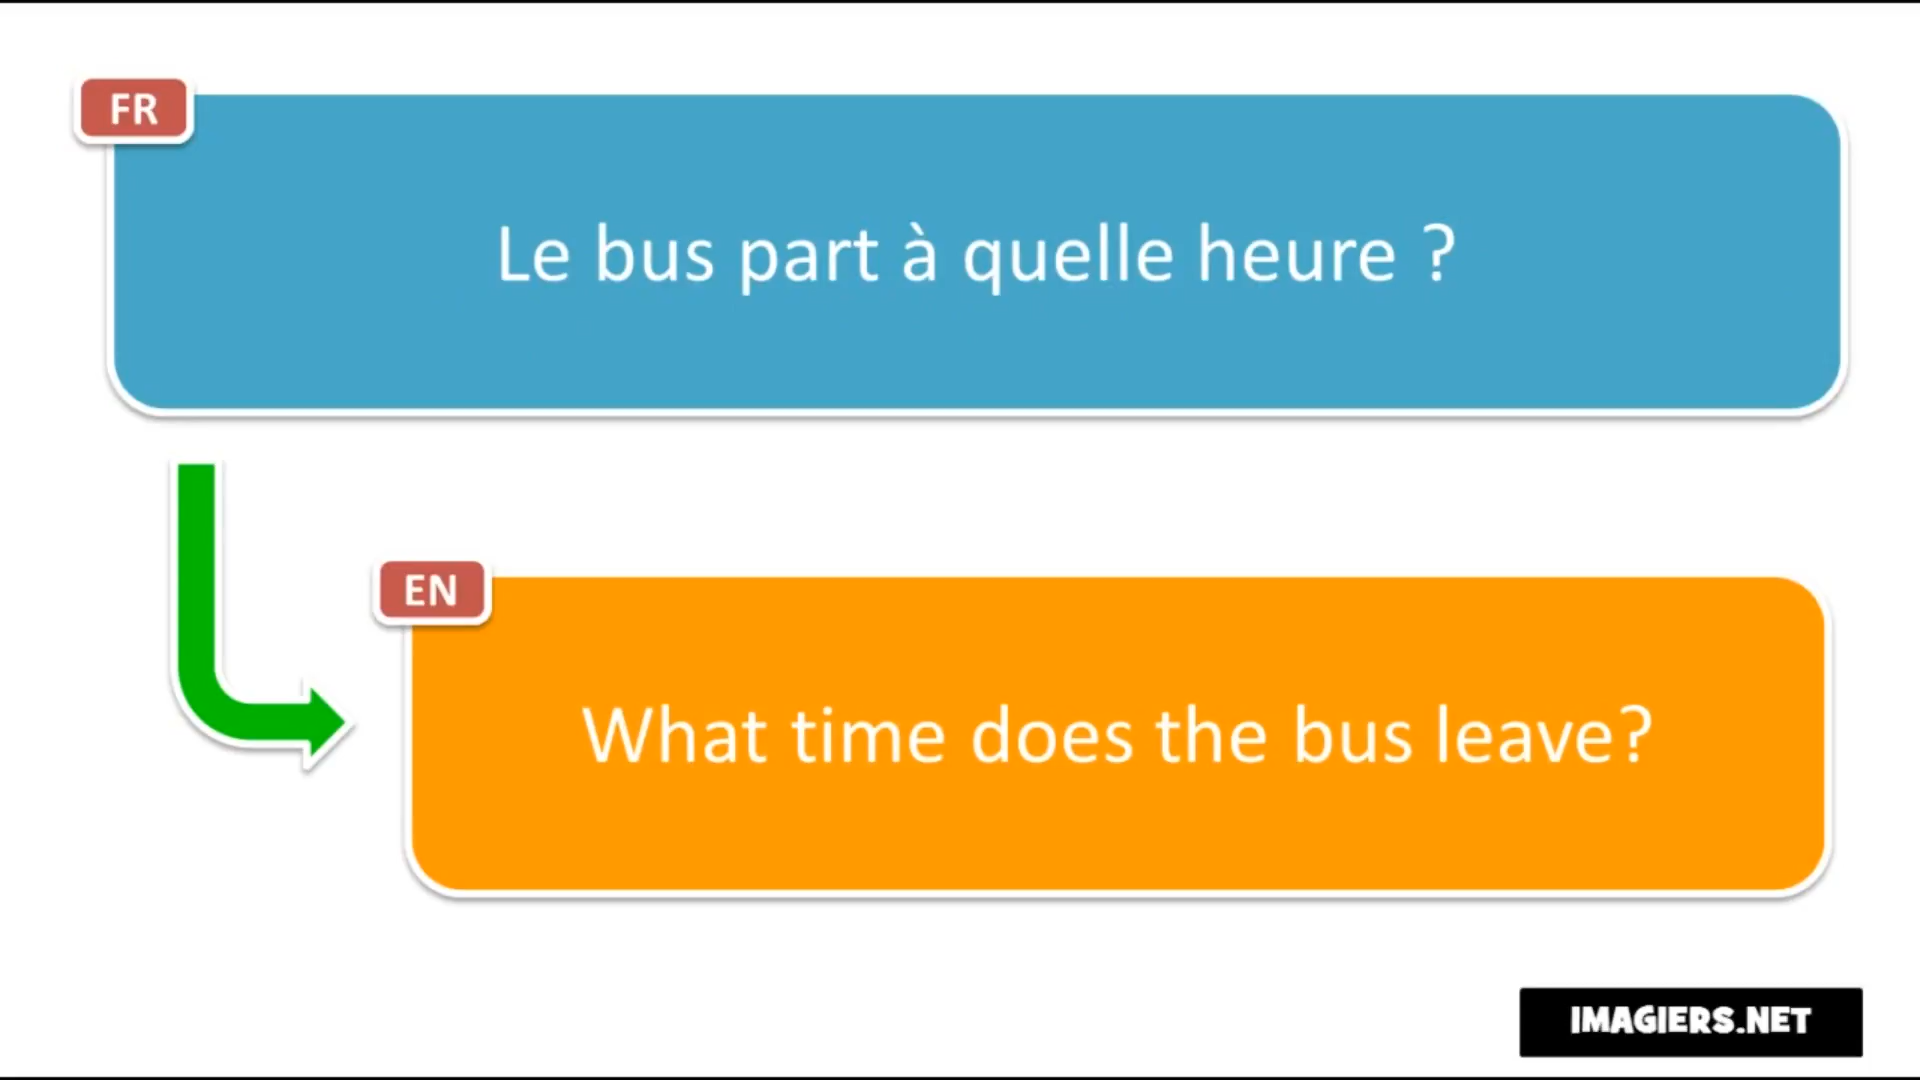 FR
Le bus part à quelle heure ?
EN
What time does the bus leave?
IMAGIERS.NET